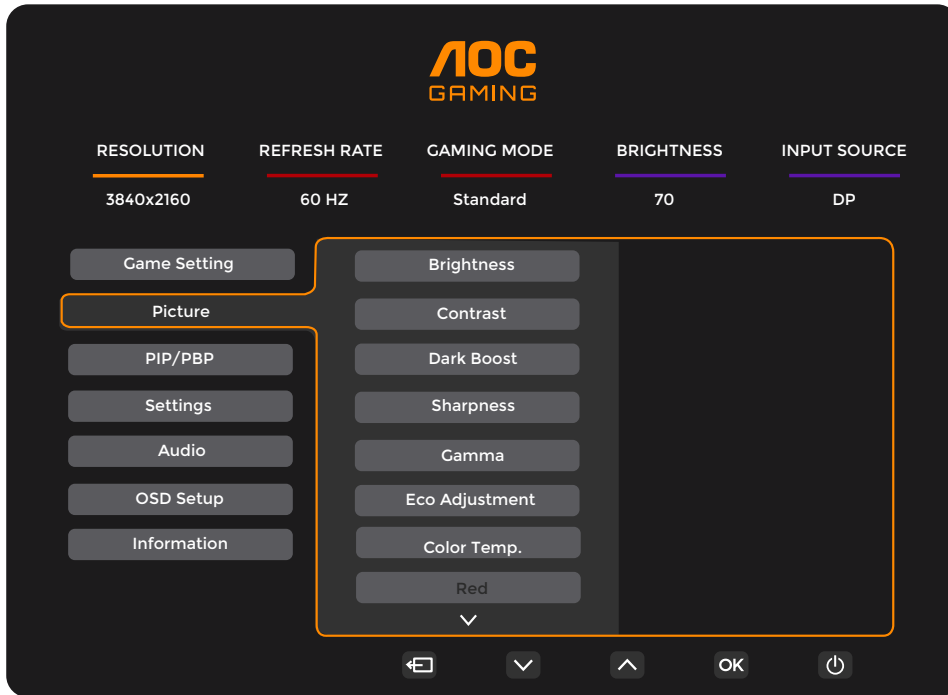 AOC
GAMING
RESOLUTION REFRESH RATE GAMING MODE BRIGHTNESS INPUT SOURCE
3840x2160 60 HZ Standard 70 DP
Game Setting
Picture
PIP/PBP
Settings
Audio
OSD Setup
Information
Brightness
Contrast
Dark Boost
Sharpness
Gamma
Eco Adjustment
Color Temp.
Red
OK